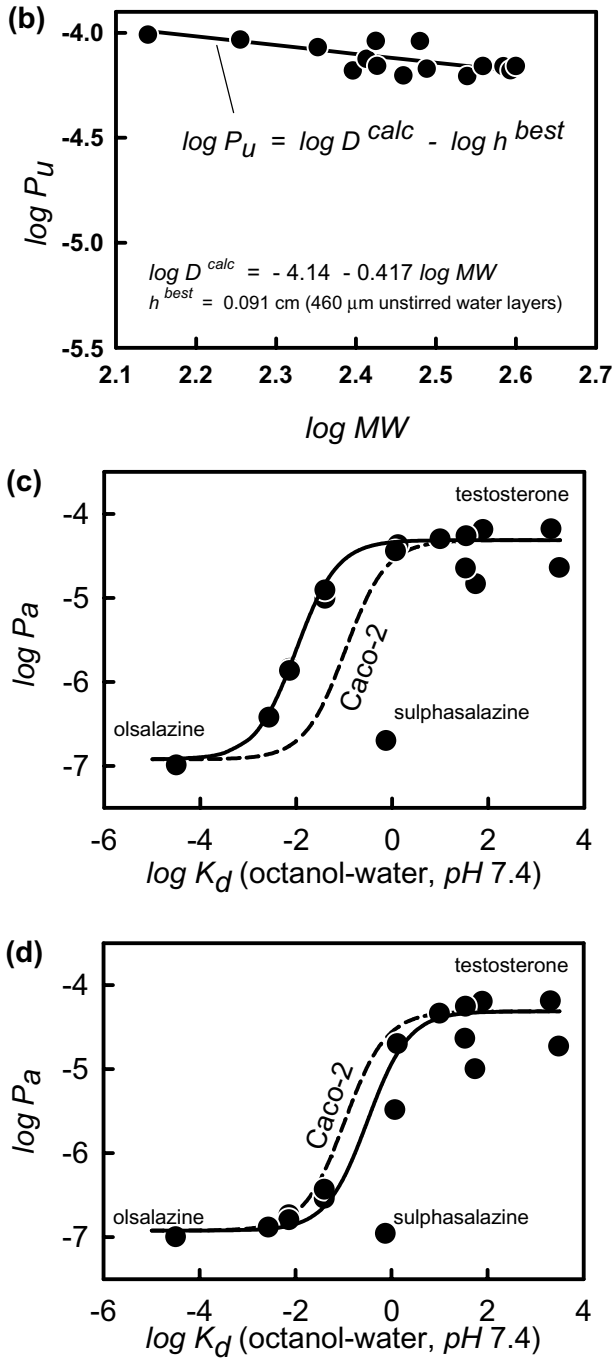 (b)
-4.0
-4.5
-5.0
-5.5
log Pu
log Pu = log D calc - log h best
log D calc = - 4.14 - 0.417 log MW
h best = 0.091 cm (460 μm unstirred water layers)
2.1 2.2 2.3 2.4 2.5 2.6 2.7
log MW
(c)
-4
-5
-6
-7
log Pa
testosterone
Caco-2
olsalazine
sulphasalazine
-6 -4 -2 0 2 4
log Kd (octanol-water, pH 7.4)
(d)
-4
-5
-6
-7
log Pa
testosterone
Caco-2
olsalazine
sulphasalazine
-6 -4 -2 0 2 4
log Kd (octanol-water, pH 7.4)